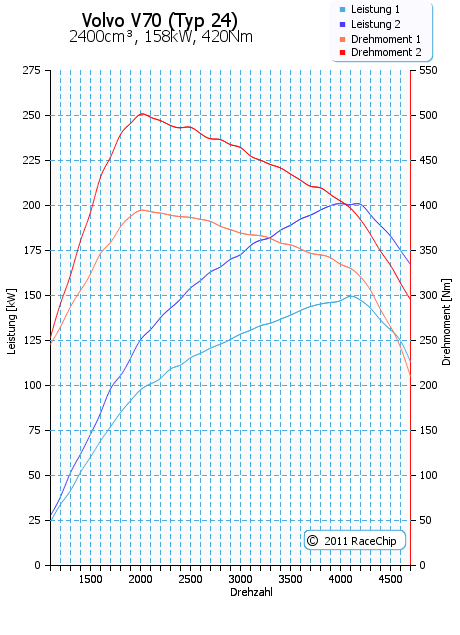 Volvo V70 (Typ 24)
2400cm³, 158kW, 420Nm
Leistung 1
Leistung 2
Drehmoment 1
Drehmoment 2
275 550
250 500
225 450
200 400
175 350
150 300
125 250
100 200
75 150
50 100
25 50
0 0
Leistung [kW]
Drehmoment [Nm]
© 2011 RaceChip
1500 2000 2500 3000 3500 4000 4500
Drehzahl